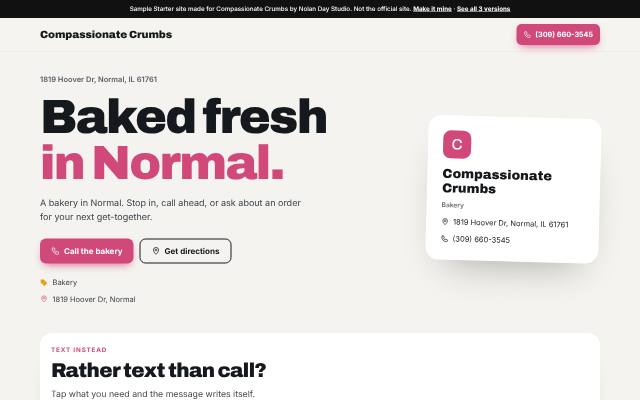 Sample Starter site made for Compassionate Crumbs by Nolan Day Studio. Not the official site. Make it mine · See all 3 versions
Compassionate Crumbs
(309) 660-3545
1819 Hoover Dr, Normal, IL 61761
Baked fresh
in Normal.
A bakery in Normal. Stop in, call ahead, or ask about an order
for your next get-together.
Call the bakery
Get directions
Bakery
1819 Hoover Dr, Normal
C
Compassionate
Crumbs
Bakery
1819 Hoover Dr, Normal, IL 61761
(309) 660-3545
TEXT INSTEAD
Rather text than call?
Tap what you need and the message writes itself.